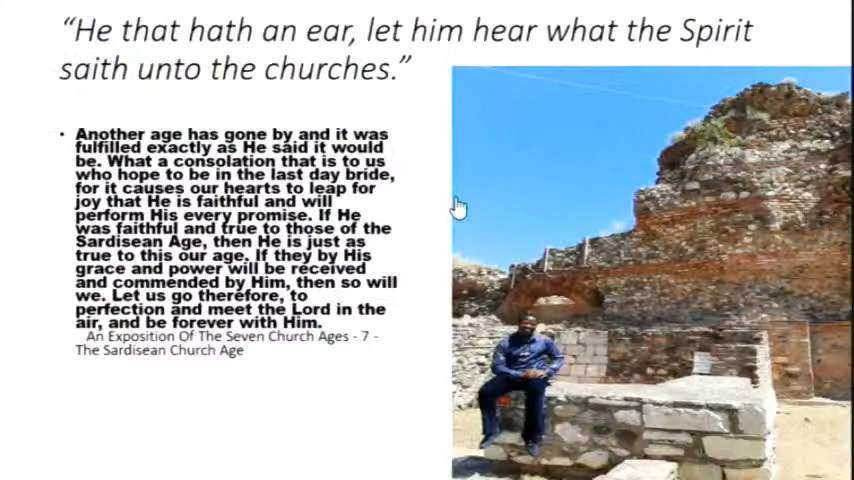 “He that hath an ear, let him hear what the Spirit
saith unto the churches.”
• Another age has gone by and it was
fulfilled exactly as He said it would
be. What a consolation that is to us
who hope to be in the last day bride,
for it causes our hearts to leap for
joy that He is faithful and will
perform His every promise. If He
was faithful and true to those of the
Sardisean Age, then He is just as
true to this our age. If they by His
grace and power will be received
and commended by Him, then so will
we. Let us go therefore, to
perfection and meet the Lord in the
air, and be forever with Him.
An Exposition Of The Seven Church Ages - 7 -
The Sardisean Church Age